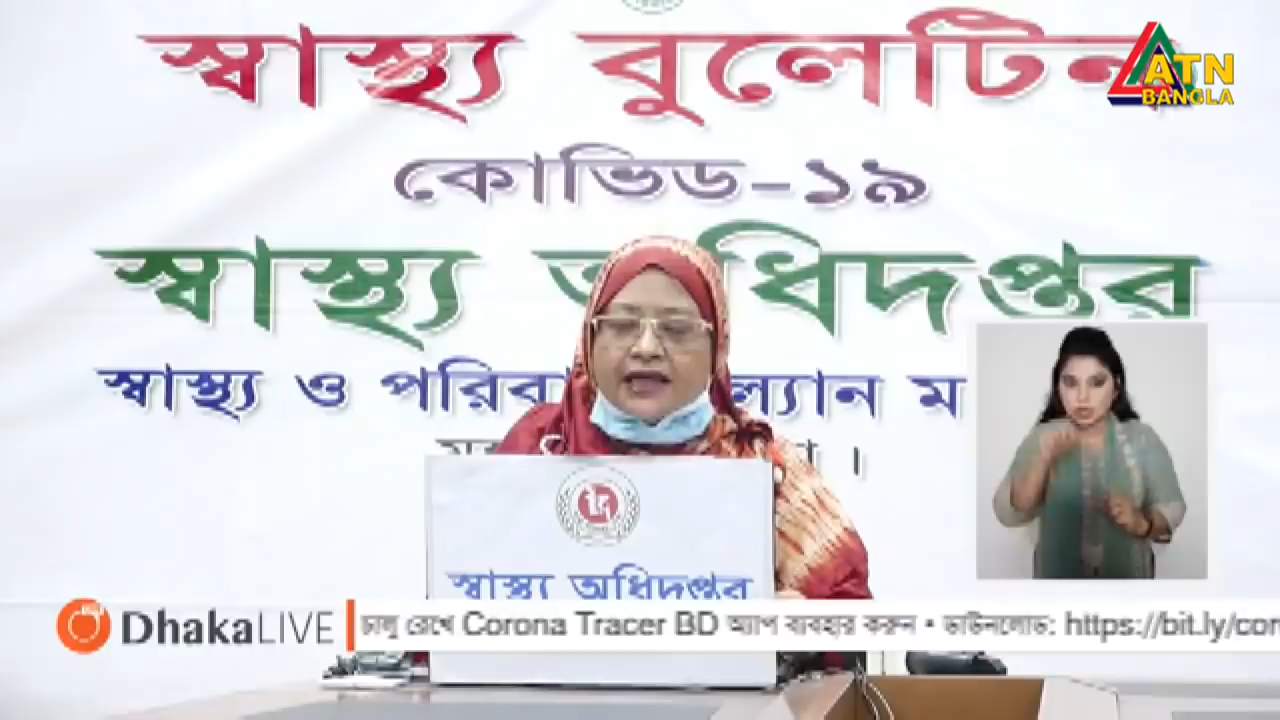 স্বাস্থ্য বুলেটিন
ATN
BANGLA
কোভিড-১৯
স্বাস্থ্য অধিদপ্তর
স্বাস্থ্য ও পরিবা ল্যান ম
স্বাস্থ্য অধিদপ্তর
DhakaLIVE
চালু রেখে Corona Tracer BD অ্যাপ ব্যবহার করুন • ডাউনলোড: https://bit.ly/cor